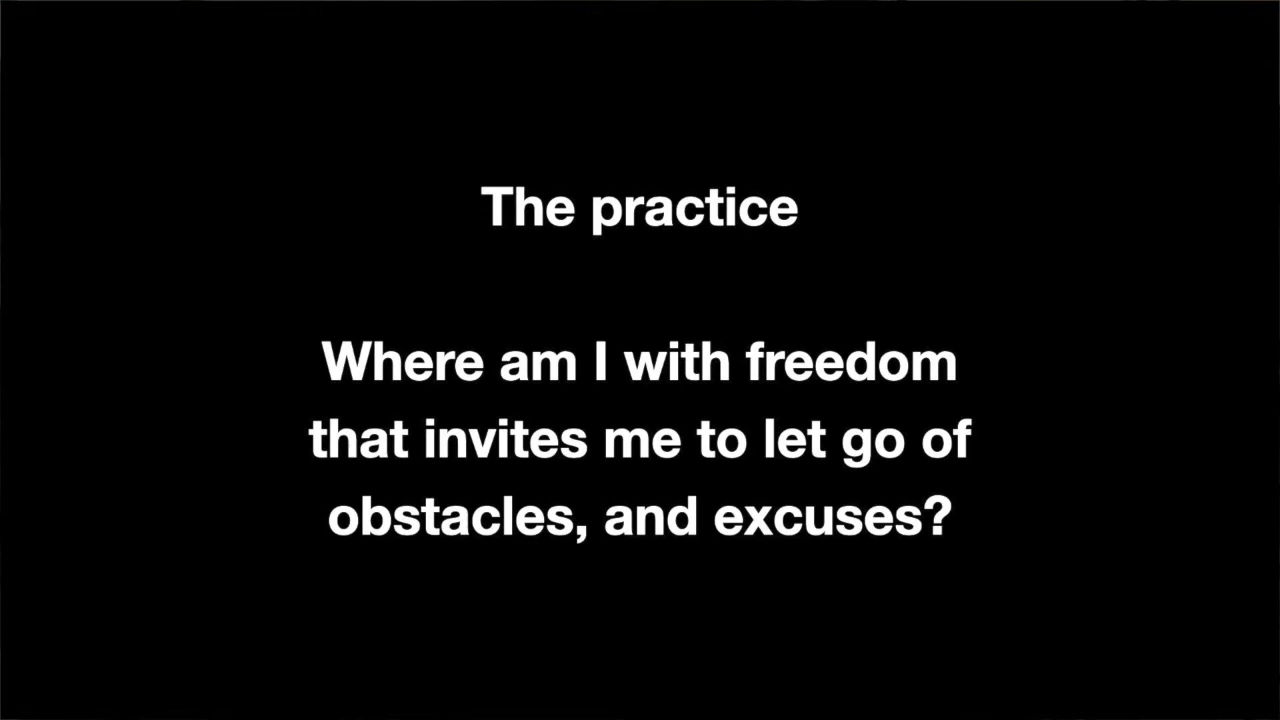 The practice
Where am I with freedom
that invites me to let go of
obstacles, and excuses?